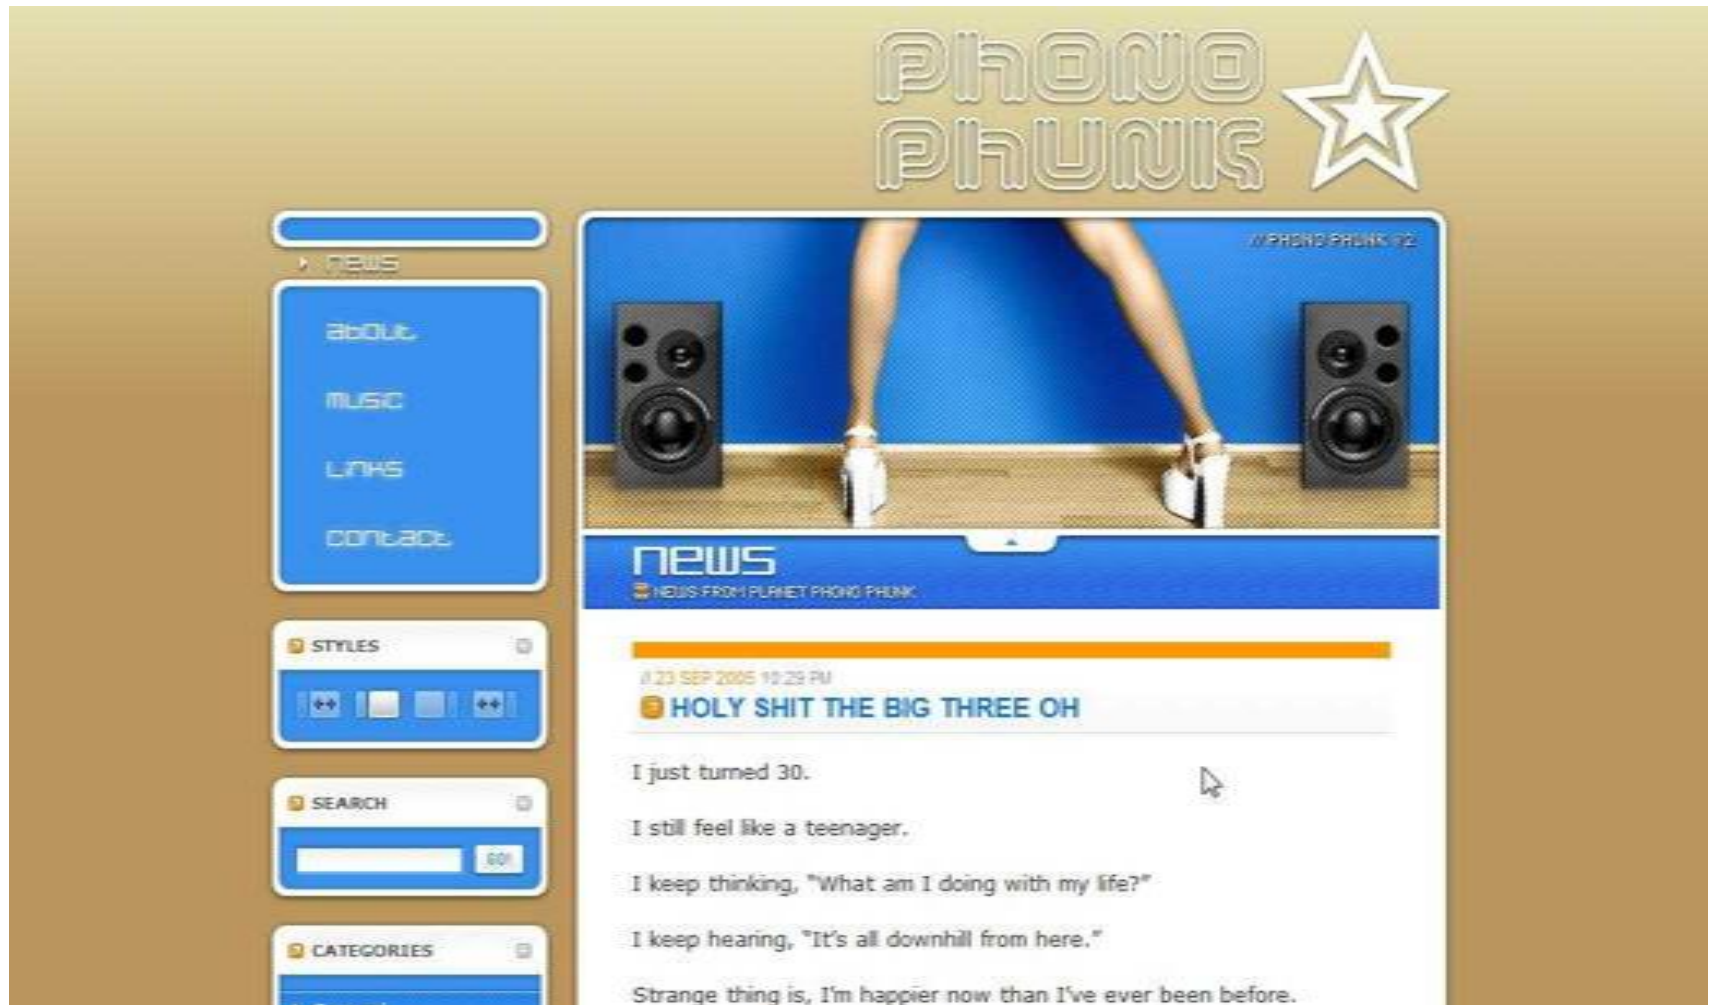 PHONO
PHUNK
// PHONO PHUNK V2
news
about
music
links
contact
STYLES
SEARCH
GO!
CATEGORIES
news
NEWS FROM PLANET PHONO PHUNK
// 23 SEP 2005 10:29 PM
HOLY SHIT THE BIG THREE OH
I just turned 30.
I still feel like a teenager.
I keep thinking, "What am I doing with my life?"
I keep hearing, "It's all downhill from here."
Strange thing is, I'm happier now than I've ever been before.